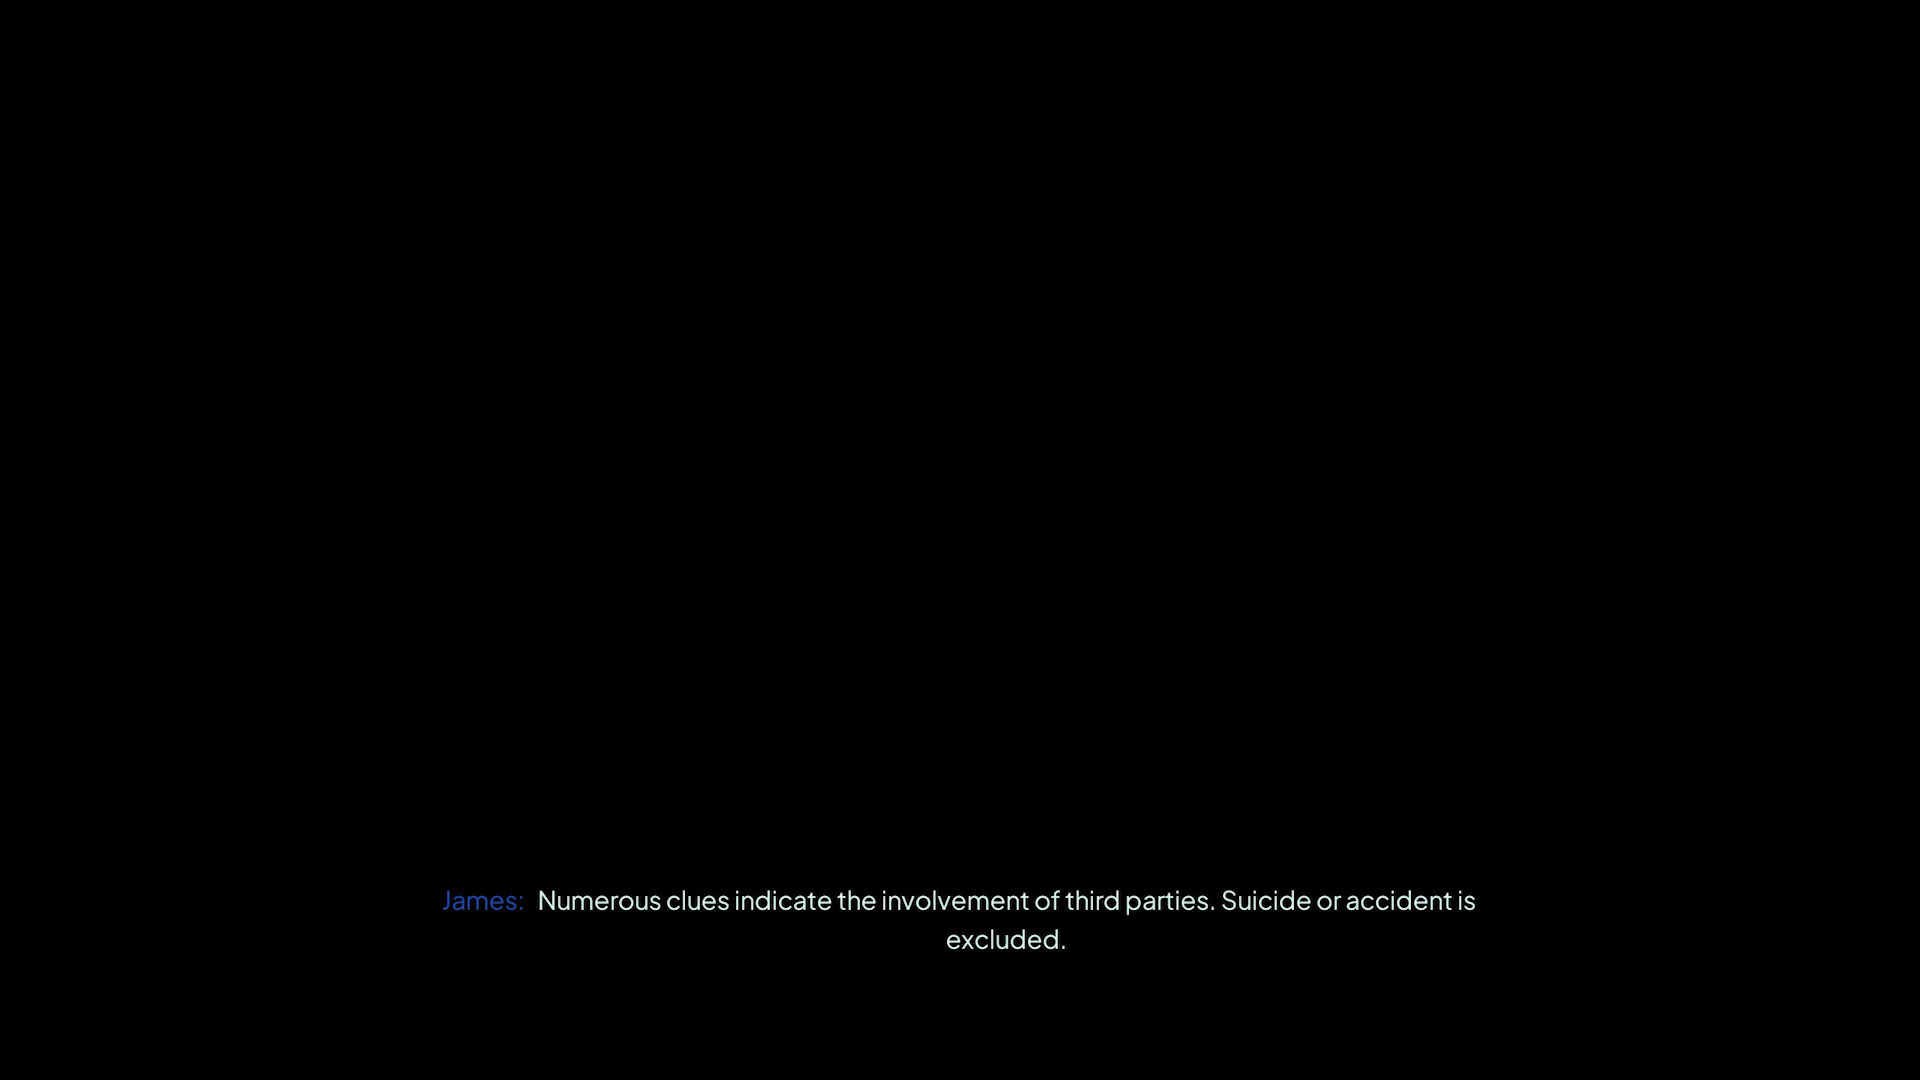 James: Numerous clues indicate the involvement of third parties. Suicide or accident is
excluded.